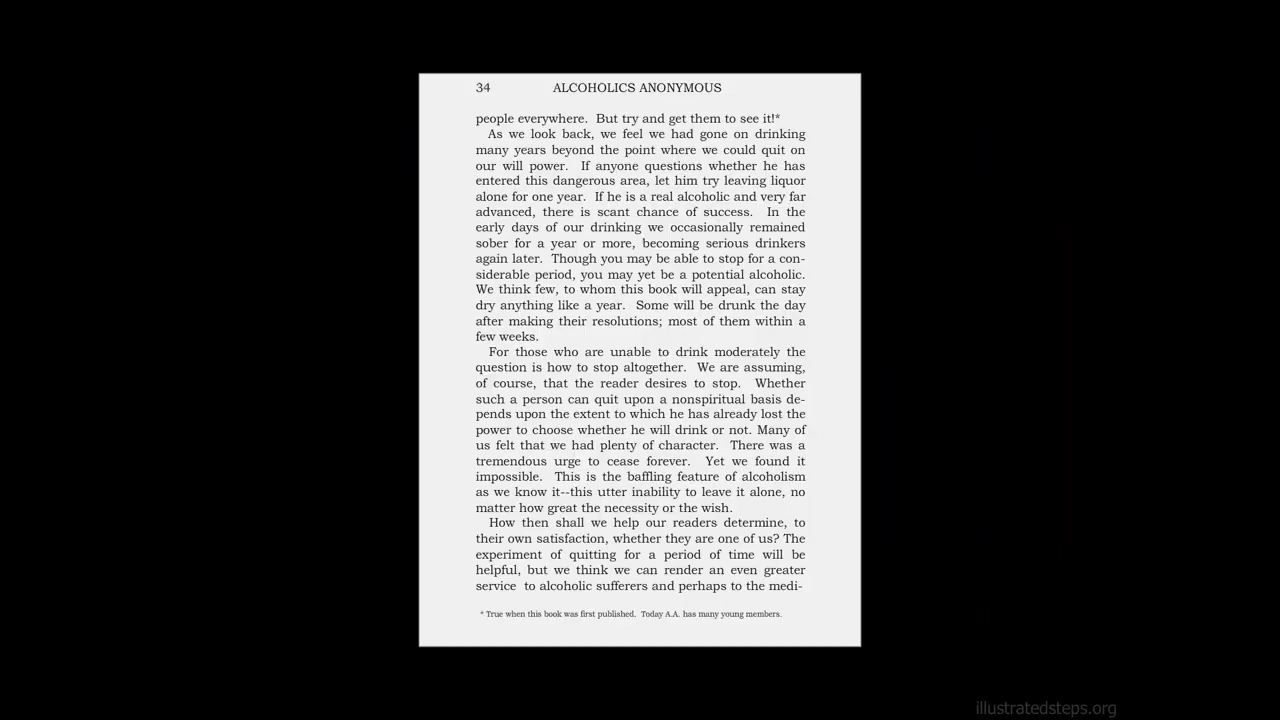 34 ALCOHOLICS ANONYMOUS
people everywhere. But try and get them to see it!*
As we look back, we feel we had gone on drinking
many years beyond the point where we could quit on
our will power. If anyone questions whether he has
entered this dangerous area, let him try leaving liquor
alone for one year. If he is a real alcoholic and very far
advanced, there is scant chance of success. In the
early days of our drinking we occasionally remained
sober for a year or more, becoming serious drinkers
again later. Though you may be able to stop for a con-
siderable period, you may yet be a potential alcoholic.
We think few, to whom this book will appeal, can stay
dry anything like a year. Some will be drunk the day
after making their resolutions; most of them within a
few weeks.
For those who are unable to drink moderately the
question is how to stop altogether. We are assuming,
of course, that the reader desires to stop. Whether
such a person can quit upon a nonspiritual basis de-
pends upon the extent to which he has already lost the
power to choose whether he will drink or not. Many of
us felt that we had plenty of character. There was a
tremendous urge to cease forever. Yet we found it
impossible. This is the baffling feature of alcoholism
as we know it--this utter inability to leave it alone, no
matter how great the necessity or the wish.
How then shall we help our readers determine, to
their own satisfaction, whether they are one of us? The
experiment of quitting for a period of time will be
helpful, but we think we can render an even greater
service to alcoholic sufferers and perhaps to the medi-
* True when this book was first published. Today A.A. has many young members.
illustratedsteps.org